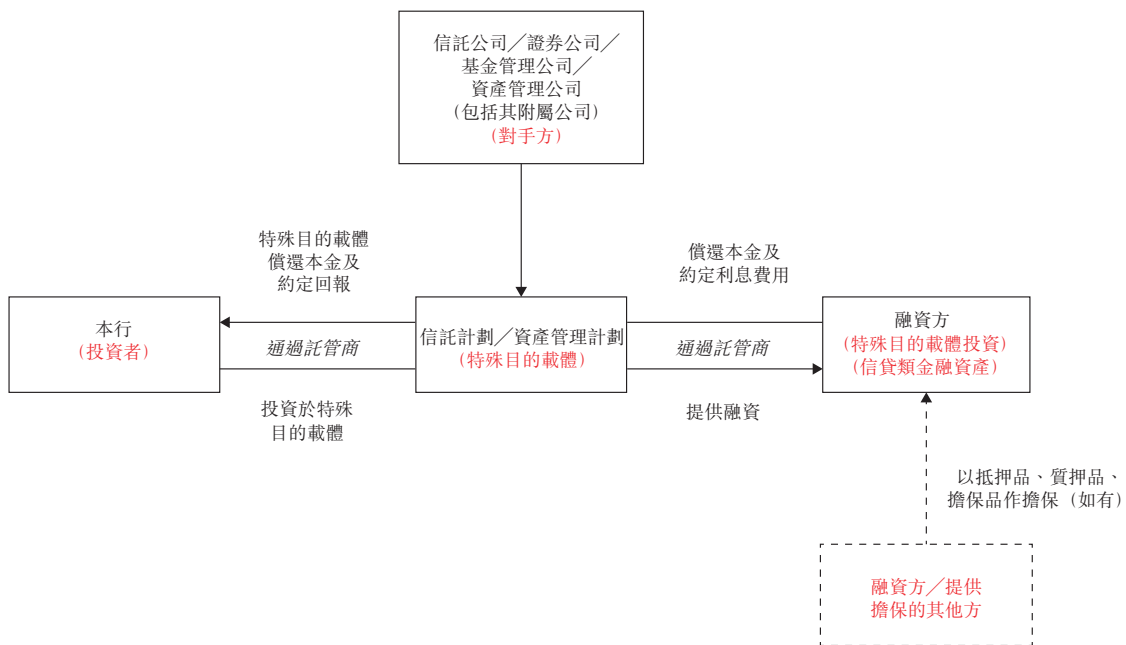 信託公司／證券公司／
基金管理公司／
資產管理公司
(包括其附屬公司)
(對手方)
特殊目的載體
償還本金及
約定回報
償還本金及
約定利息費用
本行
(投資者)
通過託管商
信託計劃／資產管理計劃
(特殊目的載體)
通過託管商
融資方
(特殊目的載體投資)
(信貸類金融資產)
投資於特殊
目的載體
提供融資
以抵押品、質押品、
擔保品作擔保 (如有)
融資方／提供
擔保的其他方